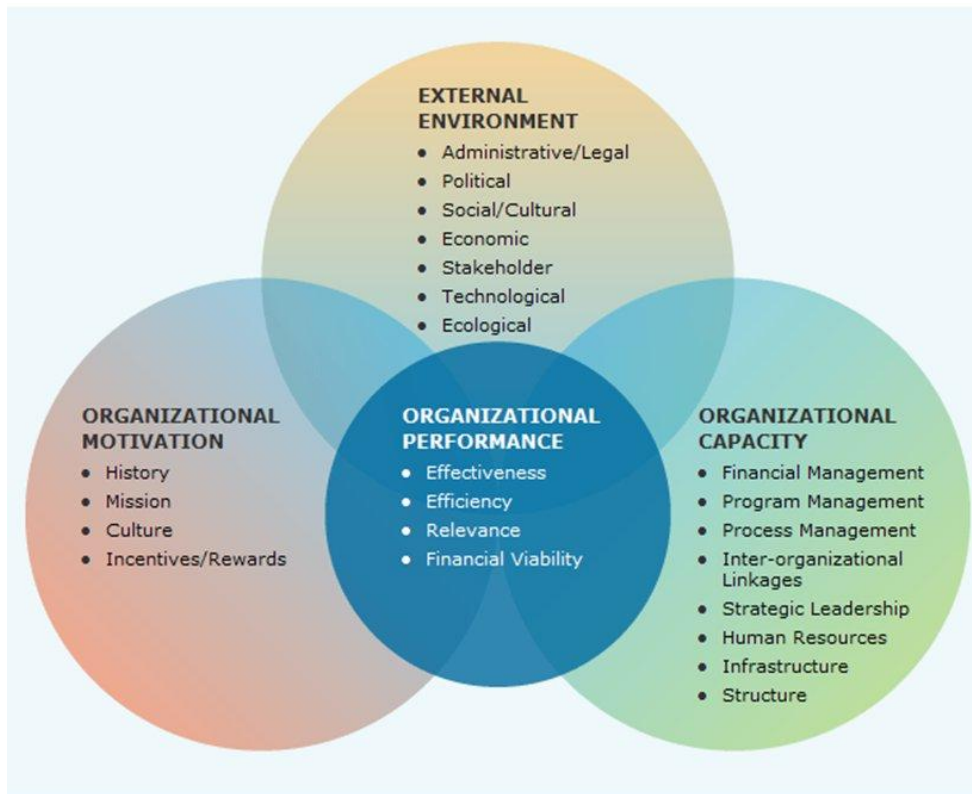 EXTERNAL
ENVIRONMENT
• Administrative/Legal
• Political
• Social/Cultural
• Economic
• Stakeholder
• Technological
• Ecological
ORGANIZATIONAL
MOTIVATION
• History
• Mission
• Culture
• Incentives/Rewards
ORGANIZATIONAL
PERFORMANCE
• Effectiveness
• Efficiency
• Relevance
• Financial Viability
ORGANIZATIONAL
CAPACITY
• Financial Management
• Program Management
• Process Management
• Inter-organizational
Linkages
• Strategic Leadership
• Human Resources
• Infrastructure
• Structure